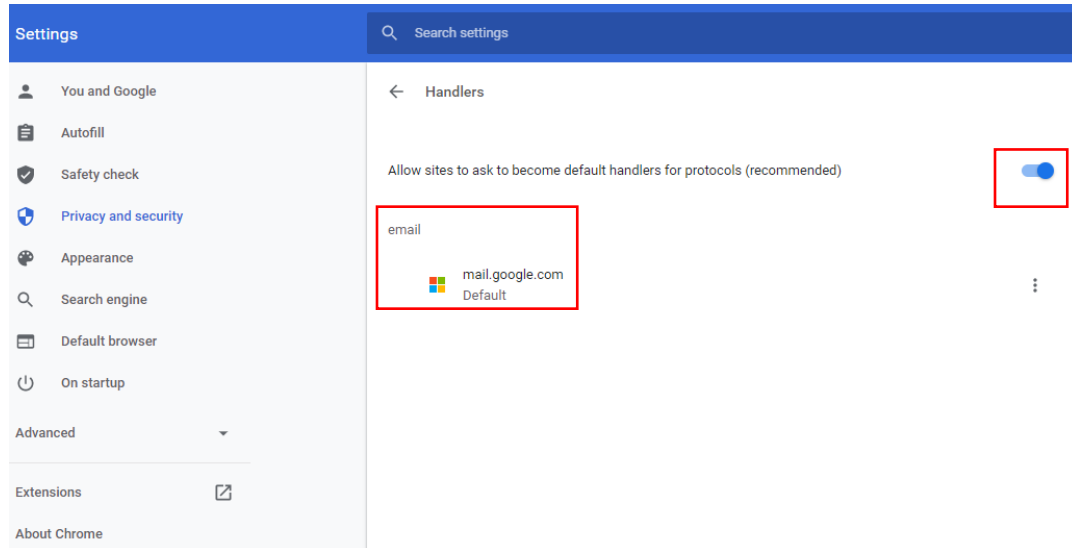 Settings
Search settings
You and Google
Autofill
Safety check
Privacy and security
Appearance
Search engine
Default browser
On startup
Advanced
Extensions
About Chrome
Handlers
Allow sites to ask to become default handlers for protocols (recommended)
email
mail.google.com
Default